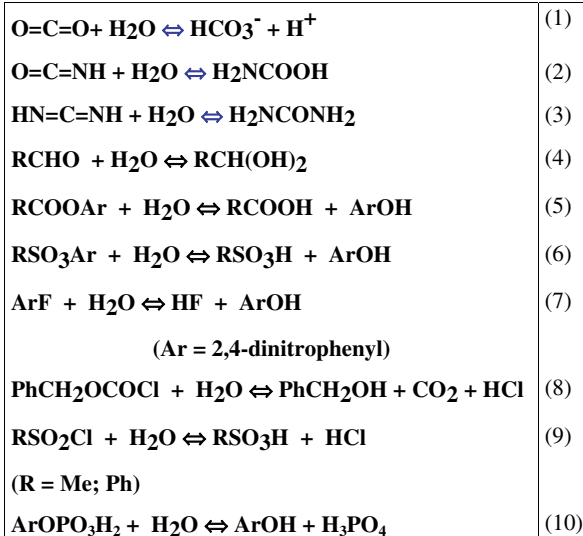 O=C=O+ H2O ⇔ HCO3- + H+ (1)
O=C=NH + H2O ⇔ H2NCOOH (2)
HN=C=NH + H2O ⇔ H2NCONH2 (3)
RCHO + H2O ⇔ RCH(OH)2 (4)
RCOOAr + H2O ⇔ RCOOH + ArOH (5)
RSO3Ar + H2O ⇔ RSO3H + ArOH (6)
ArF + H2O ⇔ HF + ArOH (7)
(Ar = 2,4-dinitrophenyl)
PhCH2OCOCl + H2O ⇔ PhCH2OH + CO2 + HCl (8)
RSO2Cl + H2O ⇔ RSO3H + HCl (9)
(R = Me; Ph)
ArOPO3H2 + H2O ⇔ ArOH + H3PO4 (10)